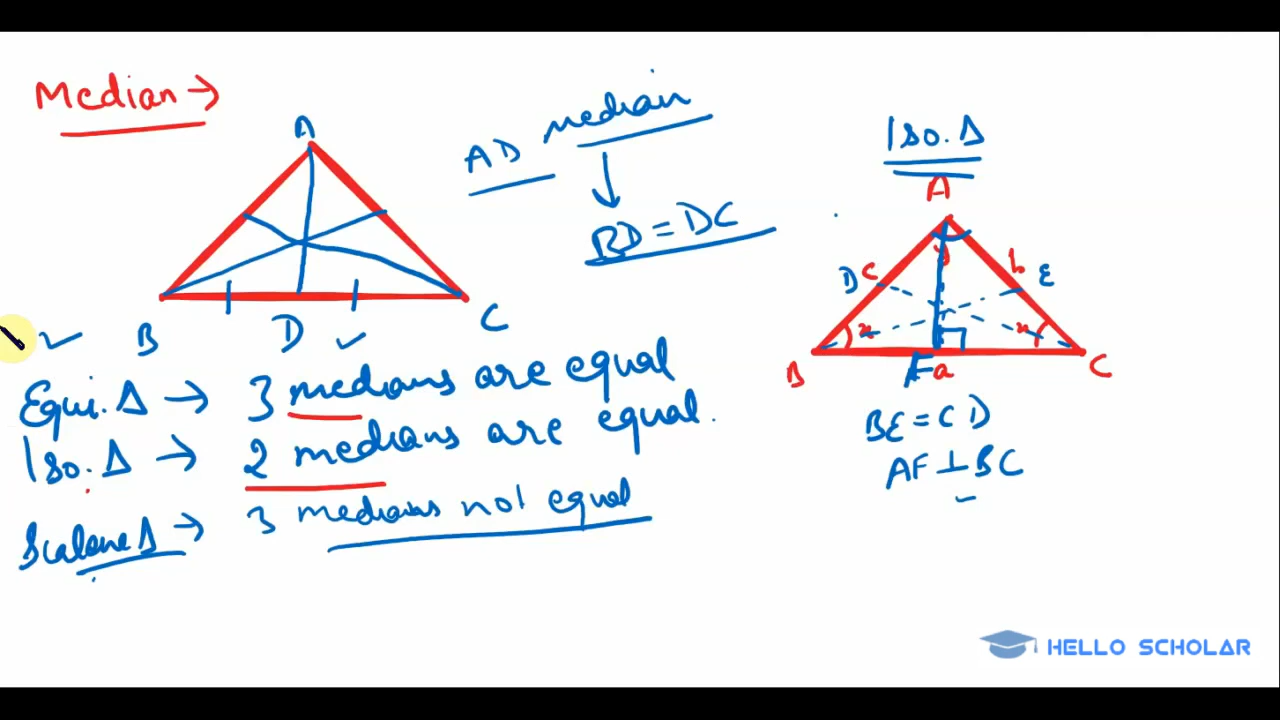 Median →
A
B
D
C
AD median
↓
BD = DC
Equi. Δ → 3 medians are equal
Iso. Δ → 2 medians are equal.
Scalene Δ → 3 medians not equal
Iso. Δ
A
y
D
c
b
E
x
x
B
F
a
C
BE = CD
AF ⊥ BC
HELLO SCHOLAR